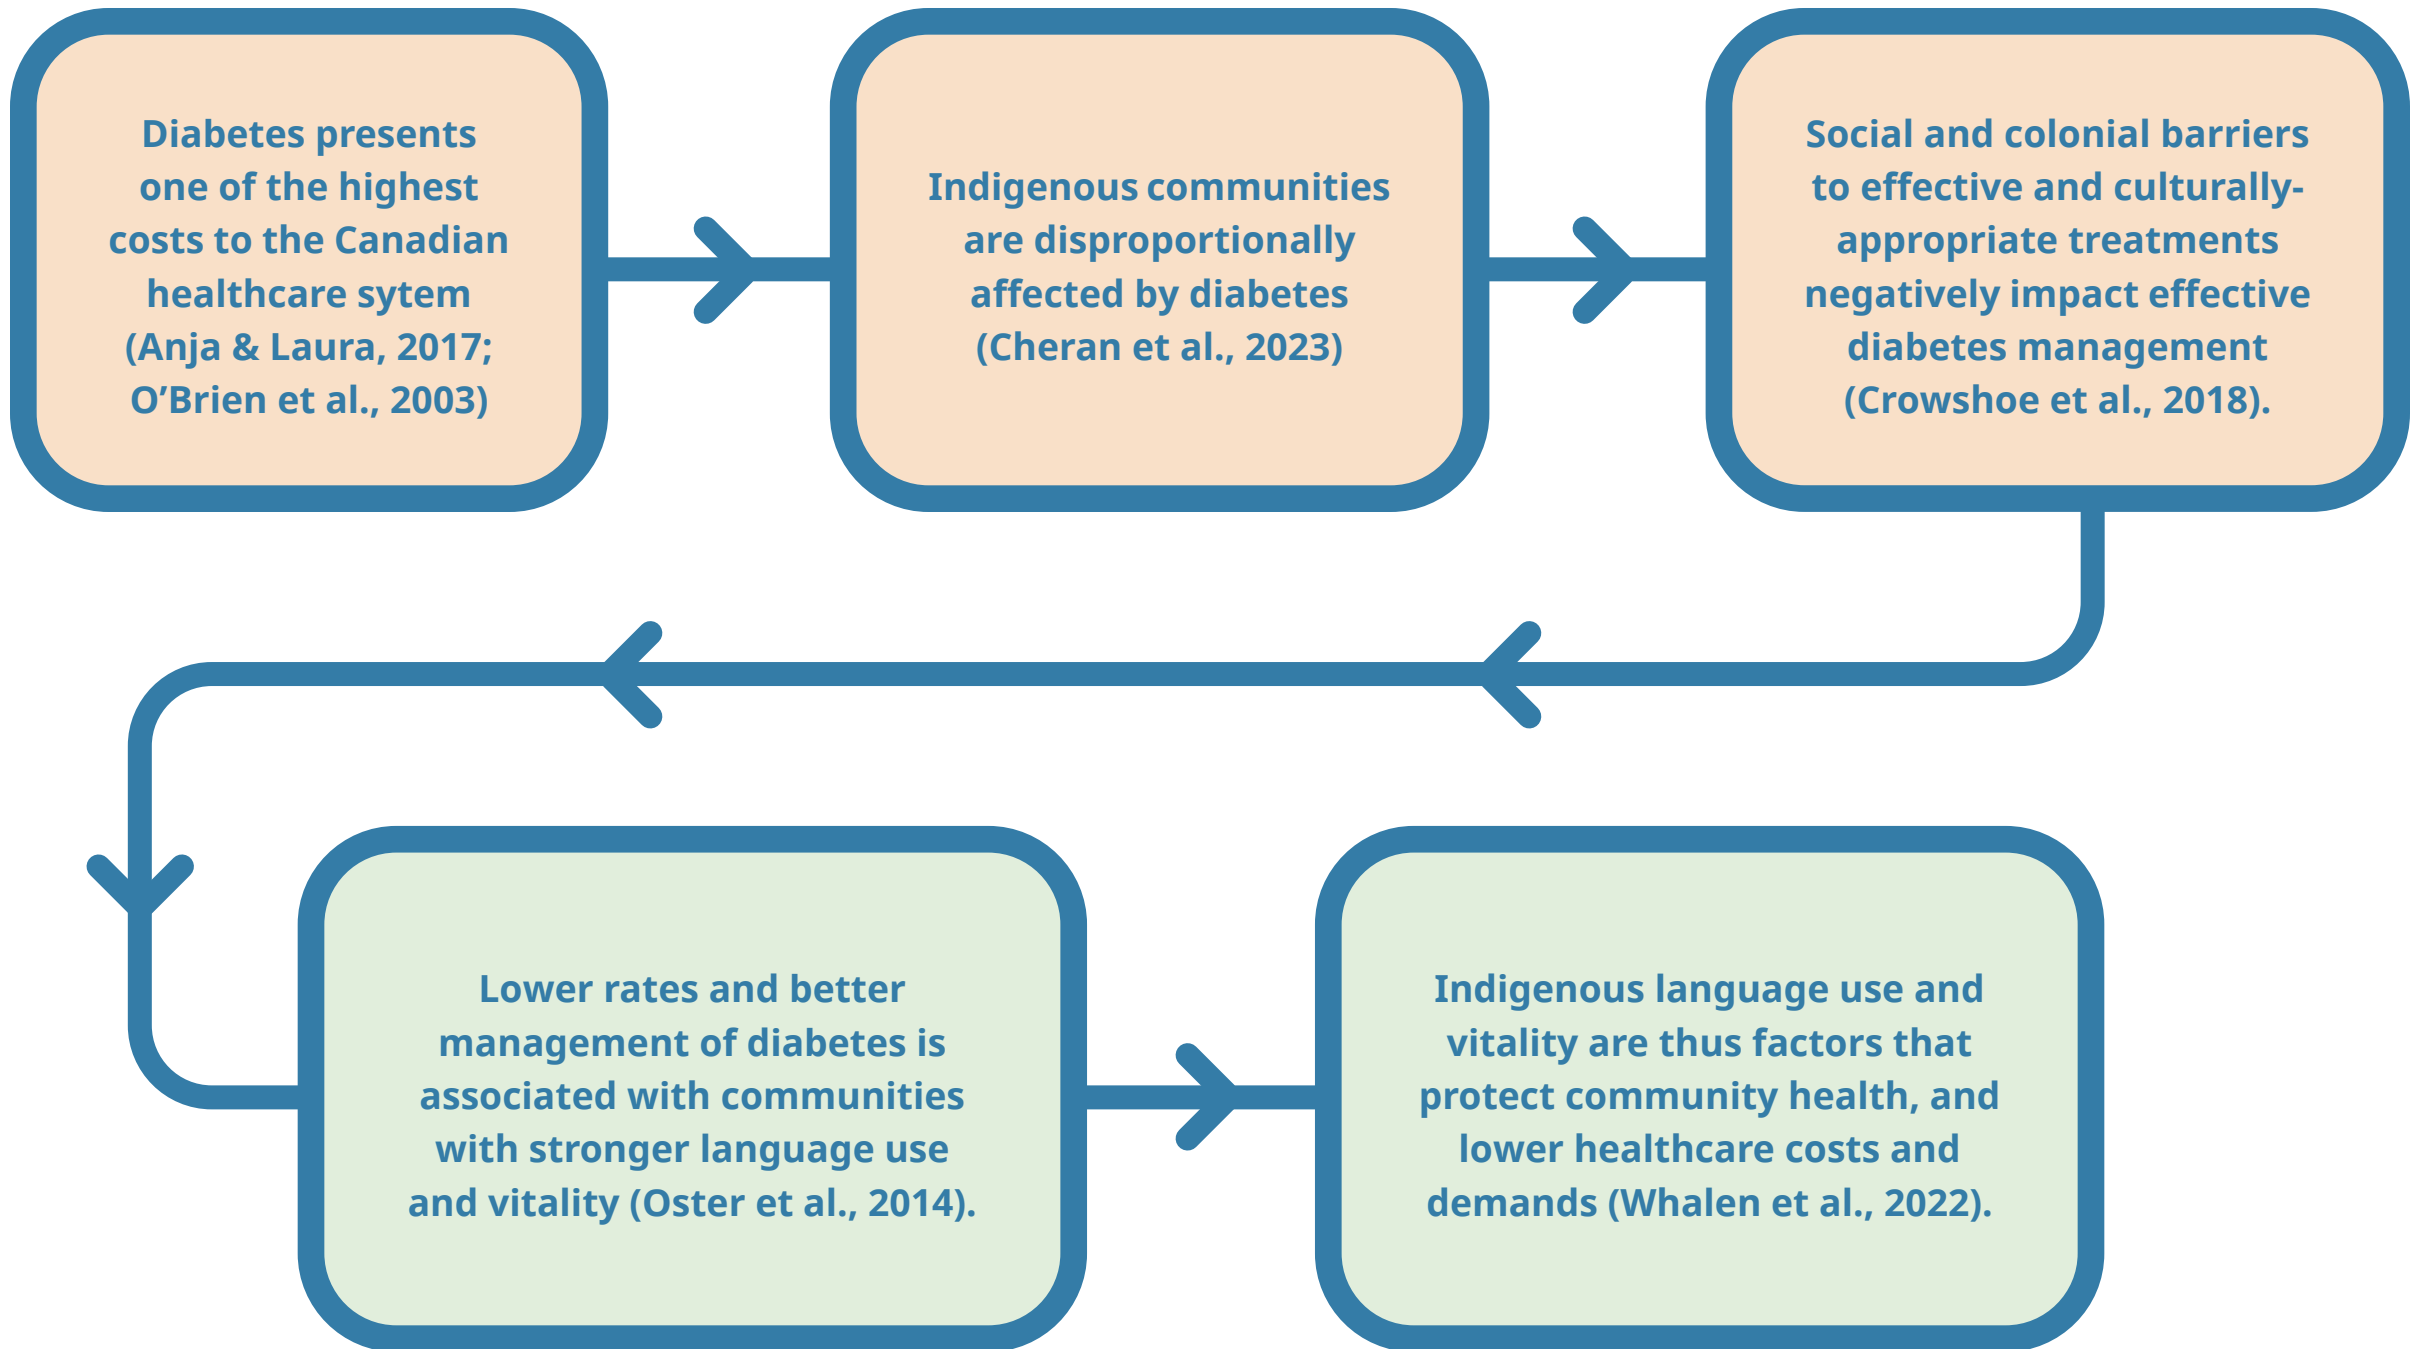 Diabetes presents
one of the highest
costs to the Canadian
healthcare sytem
(Anja & Laura, 2017;
O’Brien et al., 2003)
Indigenous communities
are disproportionally
affected by diabetes
(Cheran et al., 2023)
Social and colonial barriers
to effective and culturally-
appropriate treatments
negatively impact effective
diabetes management
(Crowshoe et al., 2018).
Lower rates and better
management of diabetes is
associated with communities
with stronger language use
and vitality (Oster et al., 2014).
Indigenous language use and
vitality are thus factors that
protect community health, and
lower healthcare costs and
demands (Whalen et al., 2022).